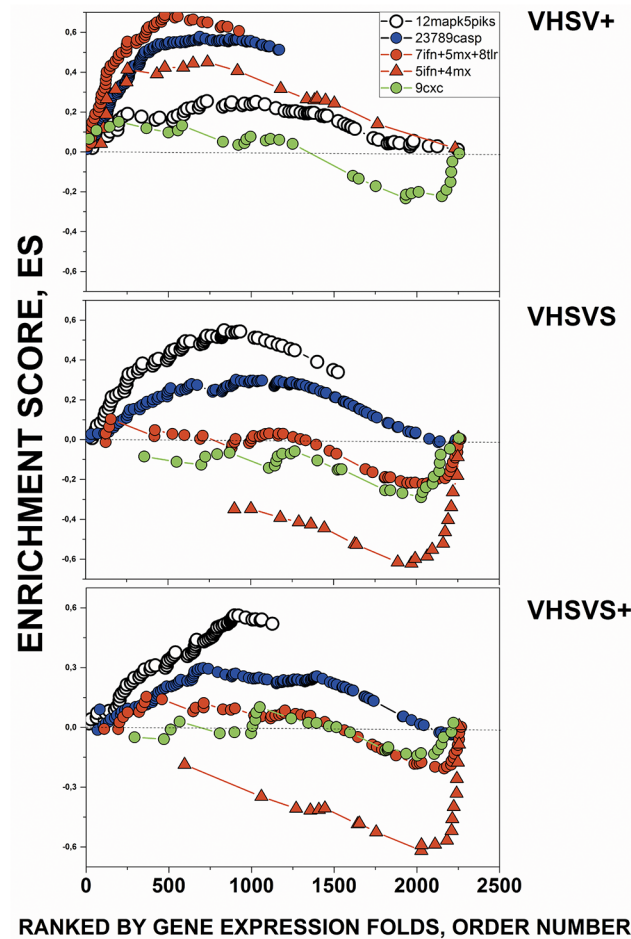 VHSV+
12mapk5piks
23789casp
7ifn+5mx+8tlr
5ifn+4mx
9cxc
0,6
0,4
0,2
0,0
-0,2
-0,4
-0,6
VHSVS
0,6
0,4
0,2
0,0
-0,2
-0,4
-0,6
VHSVS+
0,6
0,3
0,0
-0,3
-0,6
0 500 1000 1500 2000 2500
ENRICHMENT SCORE, ES
RANKED BY GENE EXPRESSION FOLDS, ORDER NUMBER